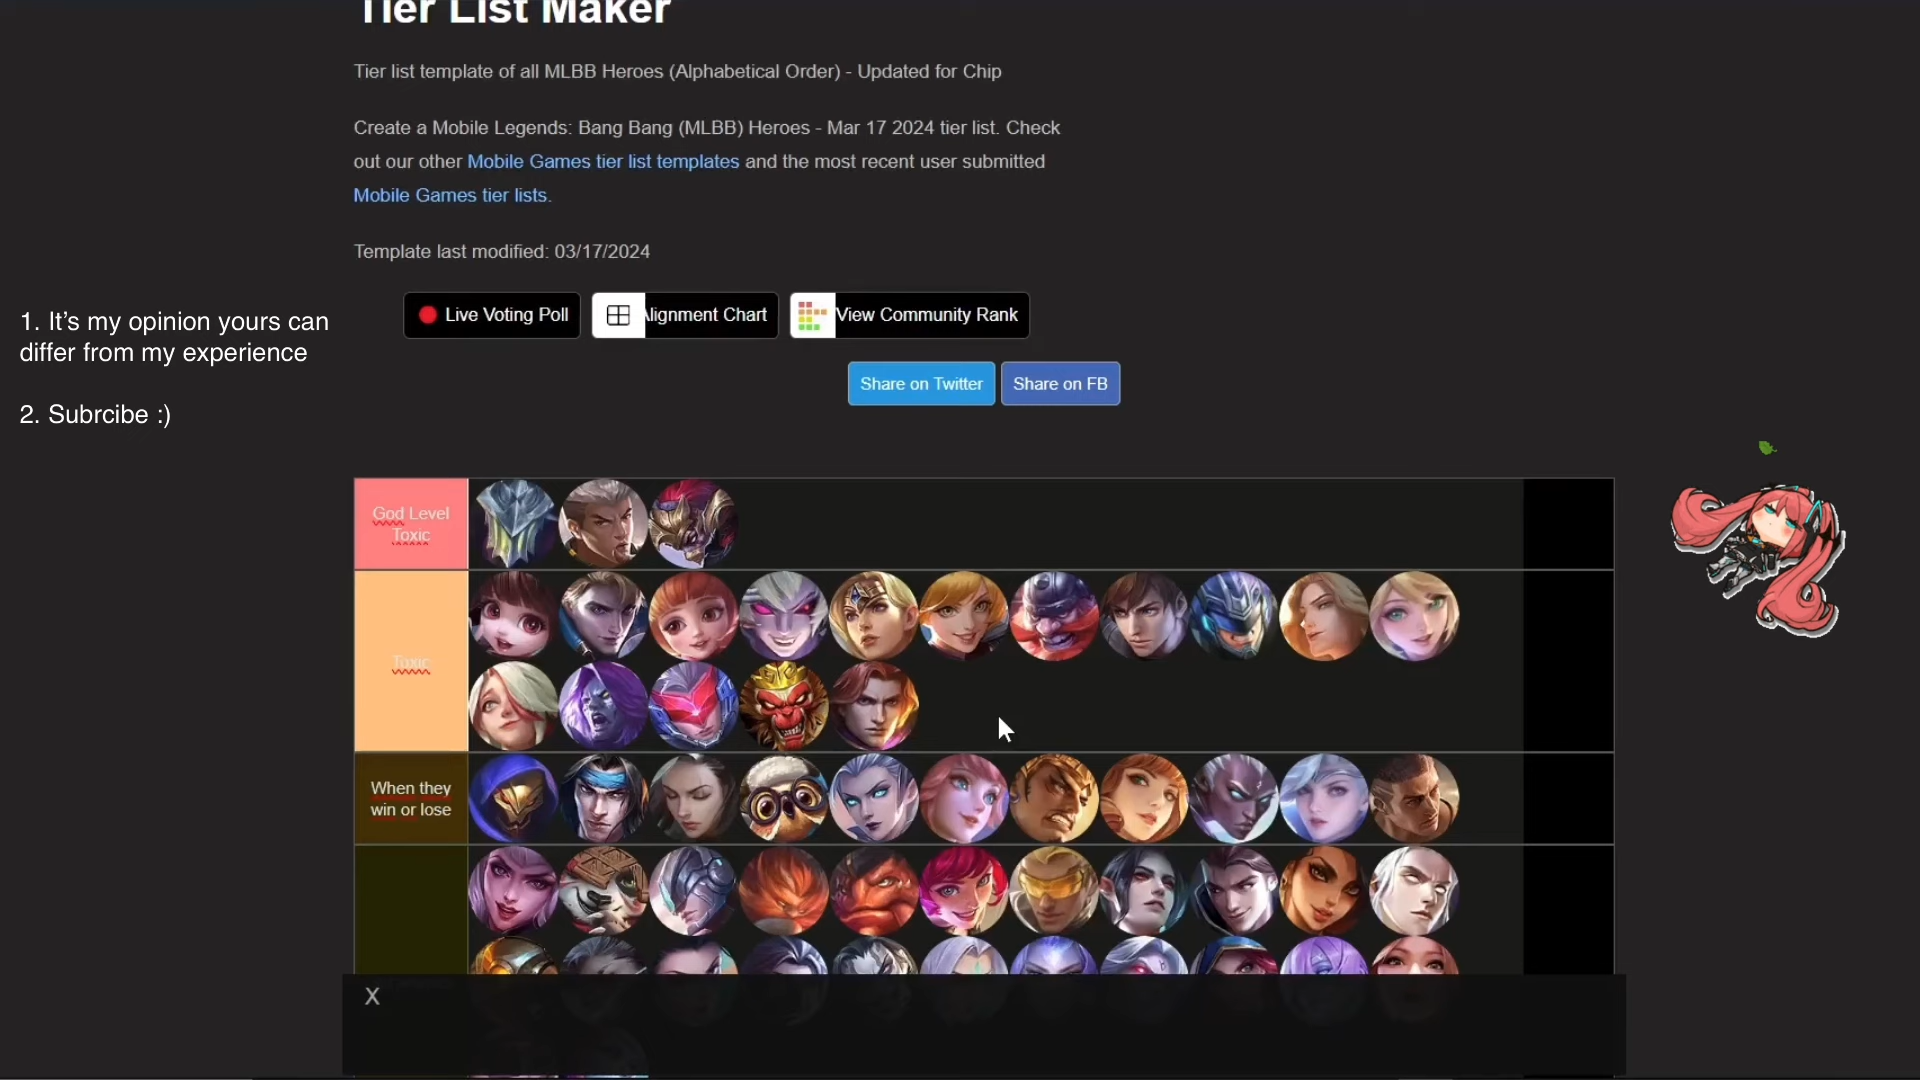 Tier List Maker
Tier list template of all MLBB Heroes (Alphabetical Order) - Updated for Chip
Create a Mobile Legends: Bang Bang (MLBB) Heroes - Mar 17 2024 tier list. Check
out our other Mobile Games tier list templates and the most recent user submitted
Mobile Games tier lists.
Template last modified: 03/17/2024
Live Voting Poll
Alignment Chart
View Community Rank
1. It's my opinion yours can
differ from my experience
2. Subrcibe :)
Share on Twitter
Share on FB
God Level
Toxic
Toxic
When they
win or lose
X